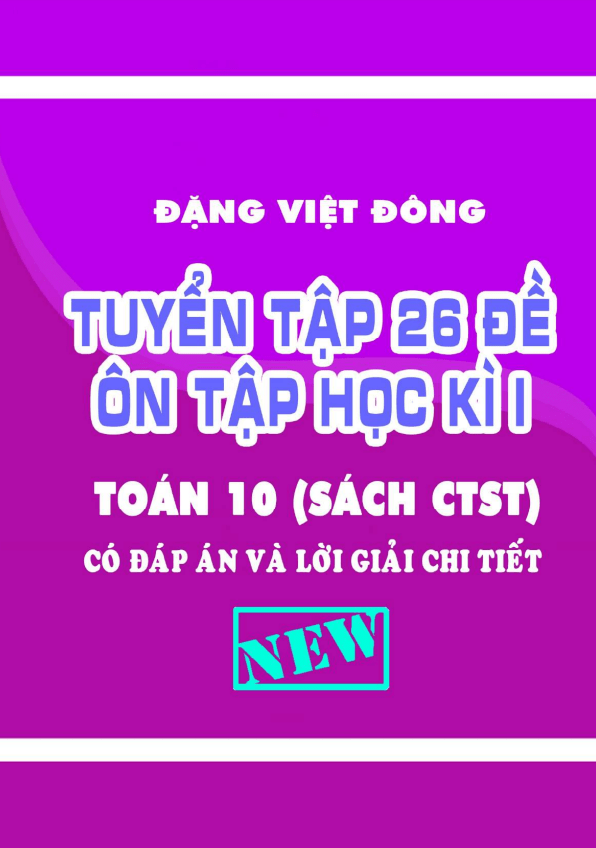 ĐẶNG VIỆT ĐÔNG
TUYỂN TẬP 26 ĐỀ
ÔN TẬP HỌC KÌ I
TOÁN 10 (SÁCH CTST)
CÓ ĐÁP ÁN VÀ LỜI GIẢI CHI TIẾT
NEW